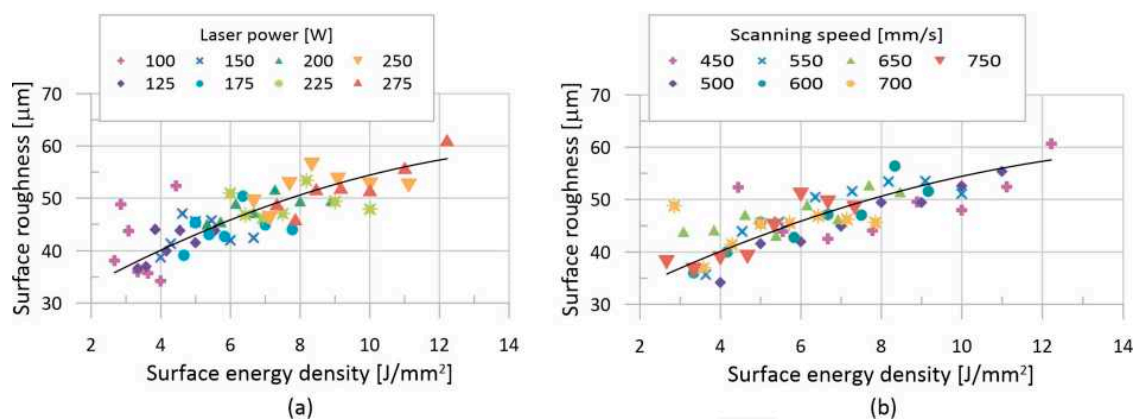 Laser power [W]
100 150 200 250
125 175 225 275
Surface roughness [μm]
70
60
50
40
30
2 4 6 8 10 12 14
Surface energy density [J/mm²]
(a)
Scanning speed [mm/s]
450 550 650 750
500 600 700
Surface roughness [μm]
70
60
50
40
30
2 4 6 8 10 12 14
Surface energy density [J/mm²]
(b)